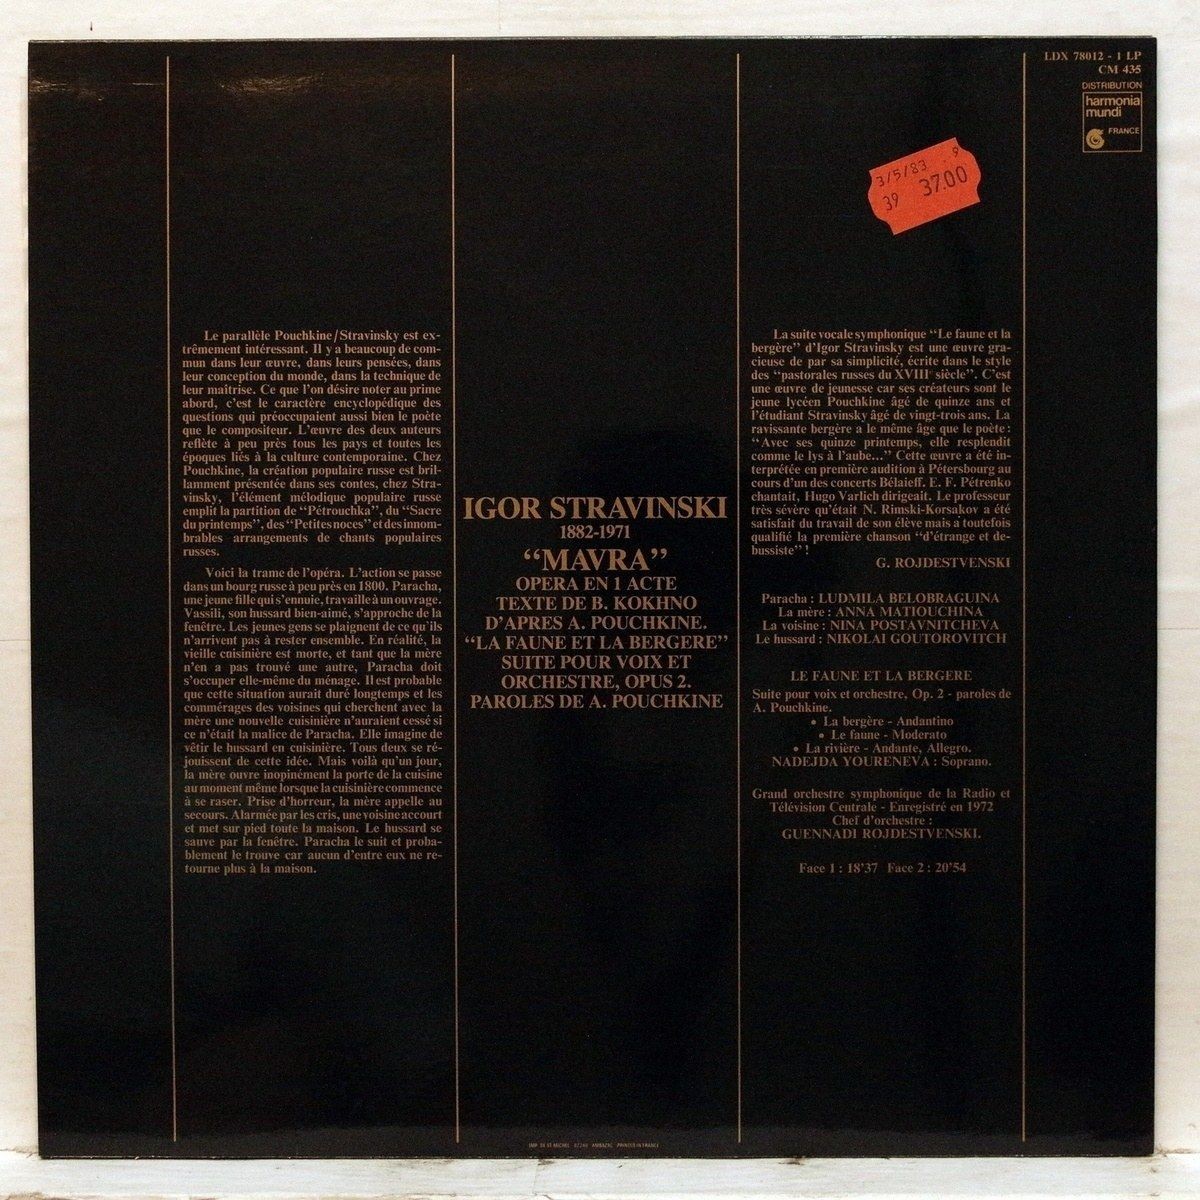 LDX 78012 - 1 LP
CM 435
DISTRIBUTION
harmonia
mundi
FRANCE
3/5/83 9
39 37.00
Le parallèle Pouchkine/Stravinsky est ex-
trêmement intéressant. Il y a beaucoup de com-
mun dans leur œuvre, dans leurs pensées, dans
leur conception du monde, dans la technique de
leur maîtrise. Ce que l'on désire noter au prime
abord, c'est le caractère encyclopédique des
questions qui préoccupaient aussi bien le poète
que le compositeur. L'œuvre des deux auteurs
reflète à peu près tous les pays et toutes les
époques liés à la culture contemporaine. Chez
Pouchkine, la création populaire russe est bril-
lamment présentée dans ses contes, chez Stra-
vinsky, l'élément mélodique populaire russe
emplit la partition de "Pétrouchka", du "Sacre
du printemps", des "Petites noces" et des innom-
brables arrangements de chants populaires
russes.
Voici la trame de l'opéra. L'action se passe
dans un bourg russe à peu près en 1800. Paracha,
une jeune fille qui s'ennuie, travaille à un ouvrage.
Vassili, son hussard bien-aimé, s'approche de la
fenêtre. Les jeunes gens se plaignent de ce qu'ils
n'arrivent pas à rester ensemble. En réalité, la
vieille cuisinière est morte, et tant que la mère
n'en a pas trouvé une autre, Paracha doit
s'occuper elle-même du ménage. Il est probable
que cette situation aurait duré longtemps et les
commérages des voisines qui cherchent avec la
mère une nouvelle cuisinière n'auraient cessé si
ce n'était la malice de Paracha. Elle imagine de
vêtir le hussard en cuisinière. Tous deux se ré-
jouissent de cette idée. Mais voilà qu'un jour,
la mère ouvre inopinément la porte de la cuisine
au moment même lorsque la cuisinière commence
à se raser. Prise d'horreur, la mère appelle au
secours. Alarmée par les cris, une voisine accourt
et met sur pied toute la maison. Le hussard se
sauve par la fenêtre. Paracha le suit et proba-
blement le trouve car aucun d'entre eux ne re-
tourne plus à la maison.
IGOR STRAVINSKI
1882-1971
"MAVRA"
OPERA EN 1 ACTE
TEXTE DE B. KOKHNO
D'APRES A. POUCHKINE.
"LA FAUNE ET LA BERGERE"
SUITE POUR VOIX ET
ORCHESTRE, OPUS 2.
PAROLES DE A. POUCHKINE
La suite vocale symphonique "Le faune et la
bergère" d'Igor Stravinsky est une œuvre gra-
cieuse de par sa simplicité, écrite dans le style
des "pastorales russes du XVIIIe siècle". C'est
une œuvre de jeunesse car ses créateurs sont le
jeune lycéen Pouchkine âgé de quinze ans et
l'étudiant Stravinsky âgé de vingt-trois ans. La
ravissante bergère a le même âge que le poète :
"Avec ses quinze printemps, elle resplendit
comme le lys à l'aube..." Cette œuvre a été in-
terprétée en première audition à Pétersbourg au
cours d'un des concerts Bélaieff. E. F. Pétrenko
chantait, Hugo Varlich dirigeait. Le professeur
très sévère qu'était N. Rimski-Korsakov a été
satisfait du travail de son élève mais a toutefois
qualifié la première chanson "d'étrange et de-
bussiste" !
G. ROJDESTVENSKI
Paracha : LUDMILA BELOBRAGUINA
La mère : ANNA MATIOUCHINA
La voisine : NINA POSTAVNITCHEVA
Le hussard : NIKOLAI GOUTOROVITCH
LE FAUNE ET LA BERGERE
Suite pour voix et orchestre, Op. 2 - paroles de
A. Pouchkine.
• La bergère - Andantino
• Le faune - Moderato
• La rivière - Andante, Allegro.
NADEJDA YOURENEVA : Soprano.
Grand orchestre symphonique de la Radio et
Télévision Centrale - Enregistré en 1972
Chef d'orchestre :
GUENNADI ROJDESTVENSKI.
Face 1 : 18'37 Face 2 : 20'54
IMP. DE ST MICHEL 87240 AMBAZAC PRINTED IN FRANCE